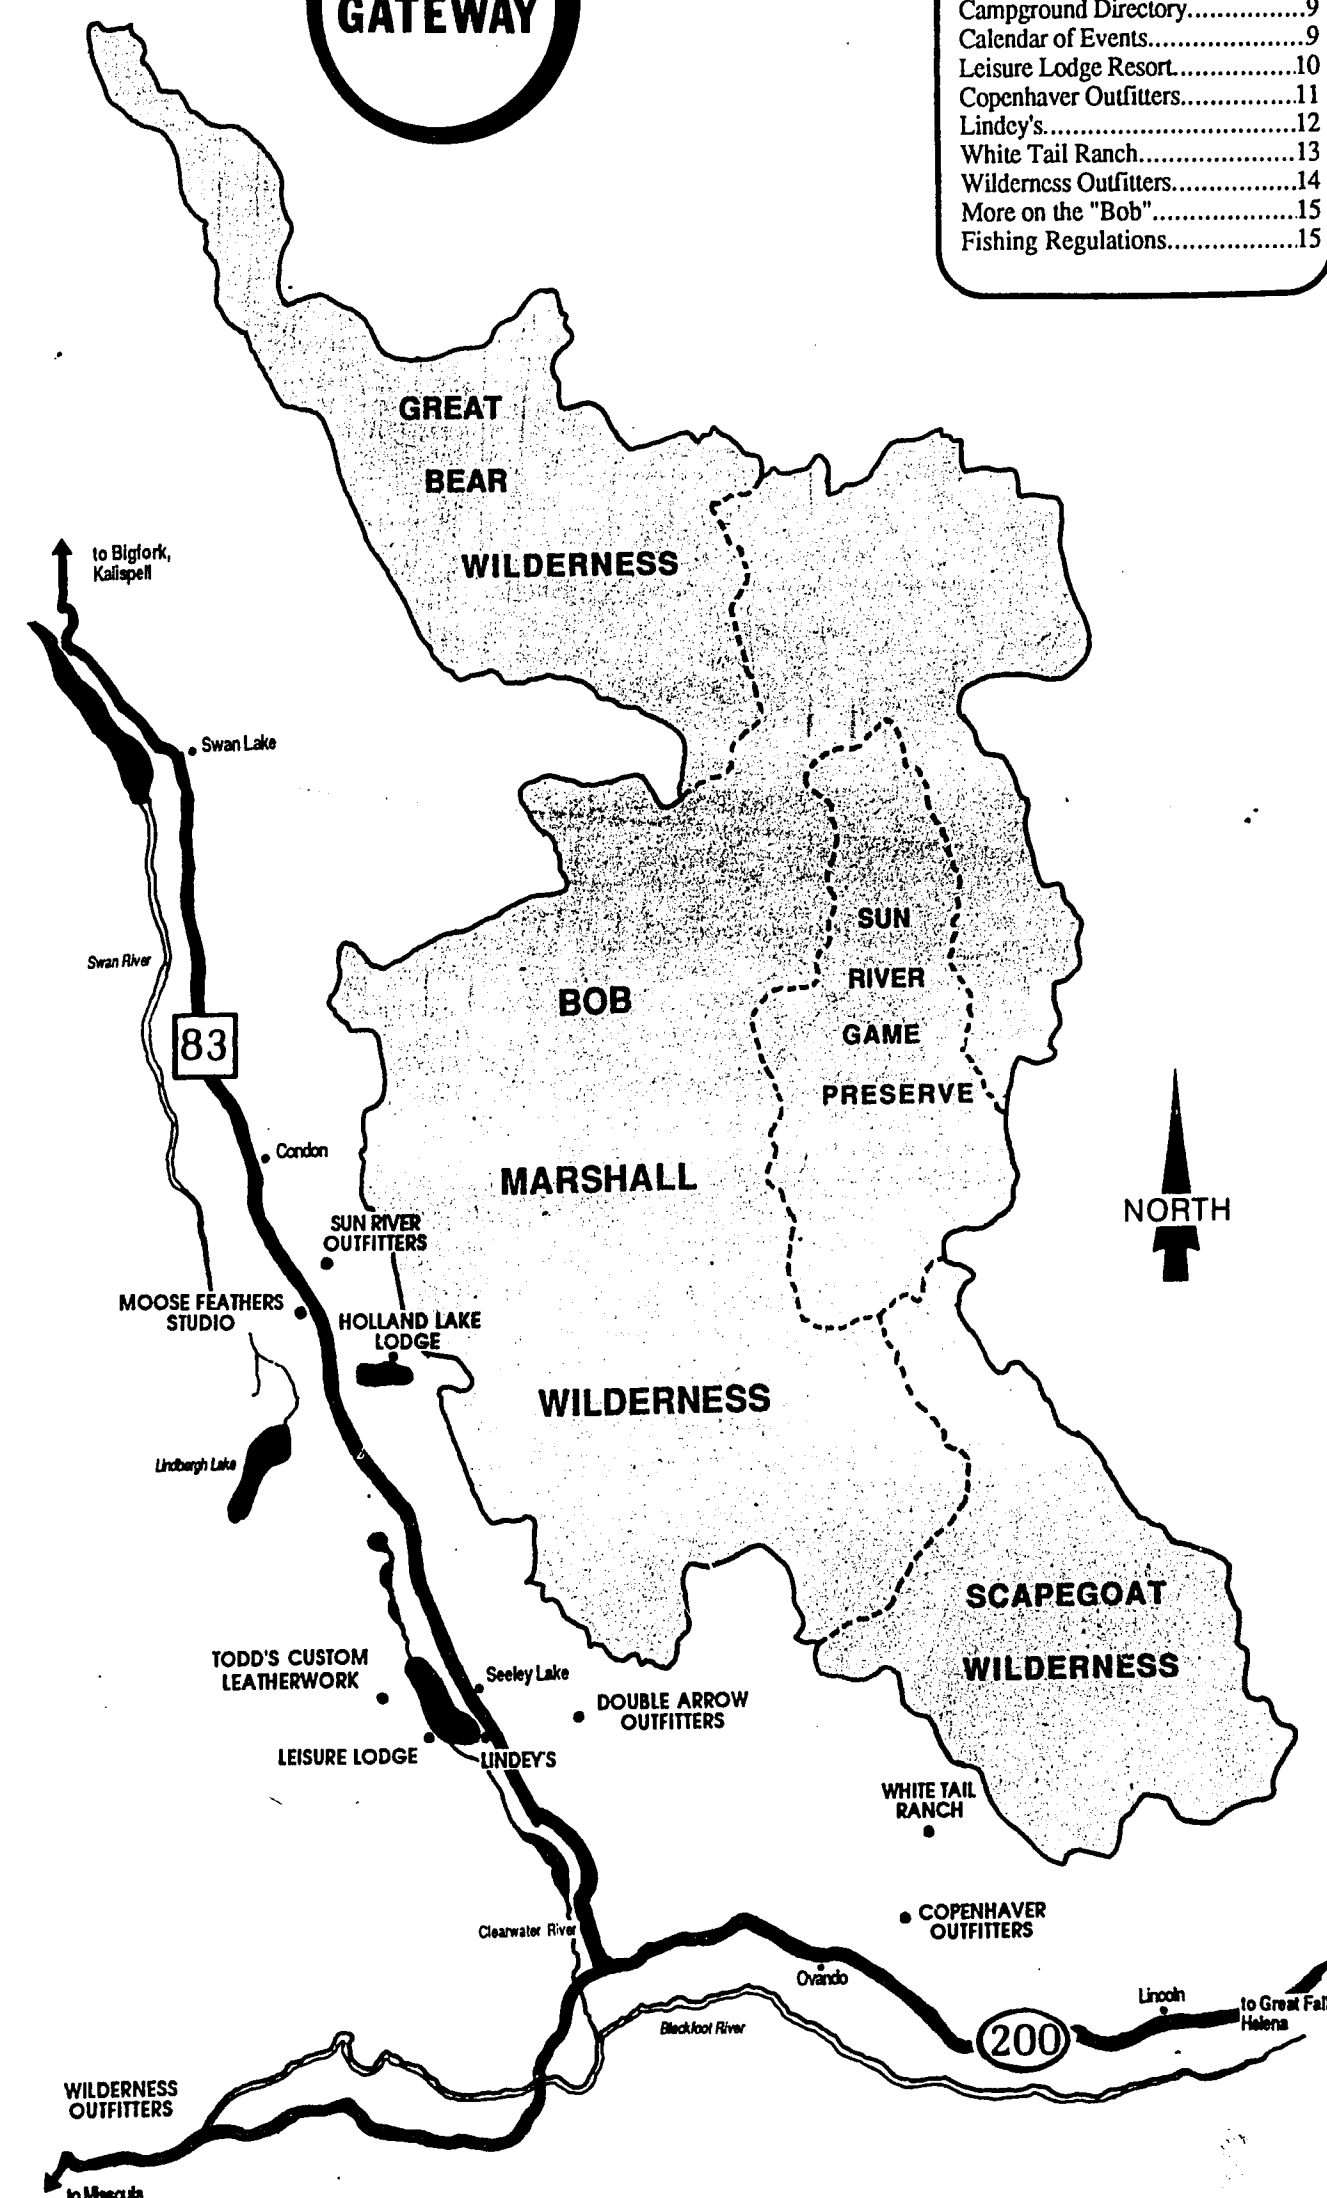 GATEWAY
Campground Directory................9
Calendar of Events......................9
Leisure Lodge Resort.................10
Copenhaver Outfitters................11
Lindey's....................................12
White Tail Ranch......................13
Wilderness Outfitters..................14
More on the "Bob"....................15
Fishing Regulations..................15
GREAT
BEAR
WILDERNESS
to Bigfork,
Kalispell
Swan Lake
SUN
RIVER
GAME
PRESERVE
Swan River
BOB
83
MARSHALL
Condon
NORTH
SUN RIVER
OUTFITTERS
MOOSE FEATHERS
STUDIO
HOLLAND LAKE
LODGE
WILDERNESS
Lindbergh Lake
SCAPEGOAT
WILDERNESS
TODD'S CUSTOM
LEATHERWORK
Seeley Lake
DOUBLE ARROW
OUTFITTERS
LEISURE LODGE
LINDEY'S
WHITE TAIL
RANCH
COPENHAVER
OUTFITTERS
Clearwater River
Ovando
Lincoln
to Great Fall
Helena
Blackfoot River
200
WILDERNESS
OUTFITTERS
to Missoula